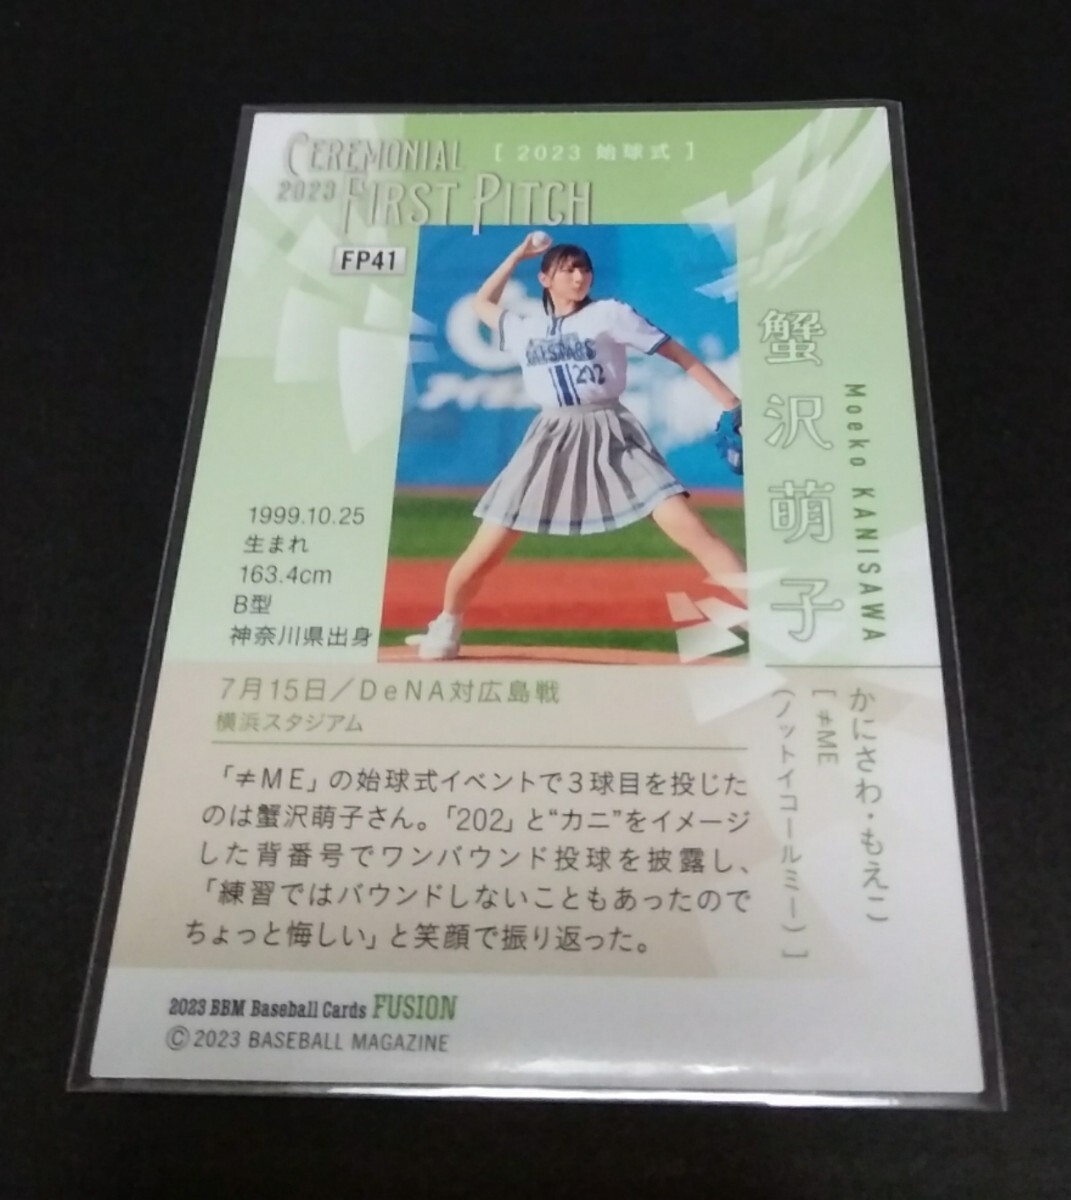 CEREMONIAL
2023 FIRST PITCH
[ 2023 始球式 ]
FP41
STARS
202
蟹沢萌子
Moeko KANISAWA
かにさわ・もえこ
[ ≠ME
(ノットイコールミー) ]
1999.10.25
生まれ
163.4cm
B型
神奈川県出身
7月15日／DeNA対広島戦
横浜スタジアム
「≠ME」の始球式イベントで3球目を投じた
のは蟹沢萌子さん。「202」と“カニ”をイメージ
した背番号でワンバウンド投球を披露し、
「練習ではバウンドしないこともあったので
ちょっと悔しい」と笑顔で振り返った。
2023 BBM Baseball Cards FUSION
© 2023 BASEBALL MAGAZINE